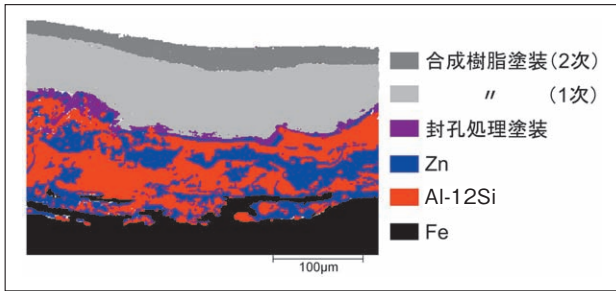 合成樹脂塗装(2次)
〃 (1次)
封孔処理塗装
Zn
Al-12Si
Fe
100μm